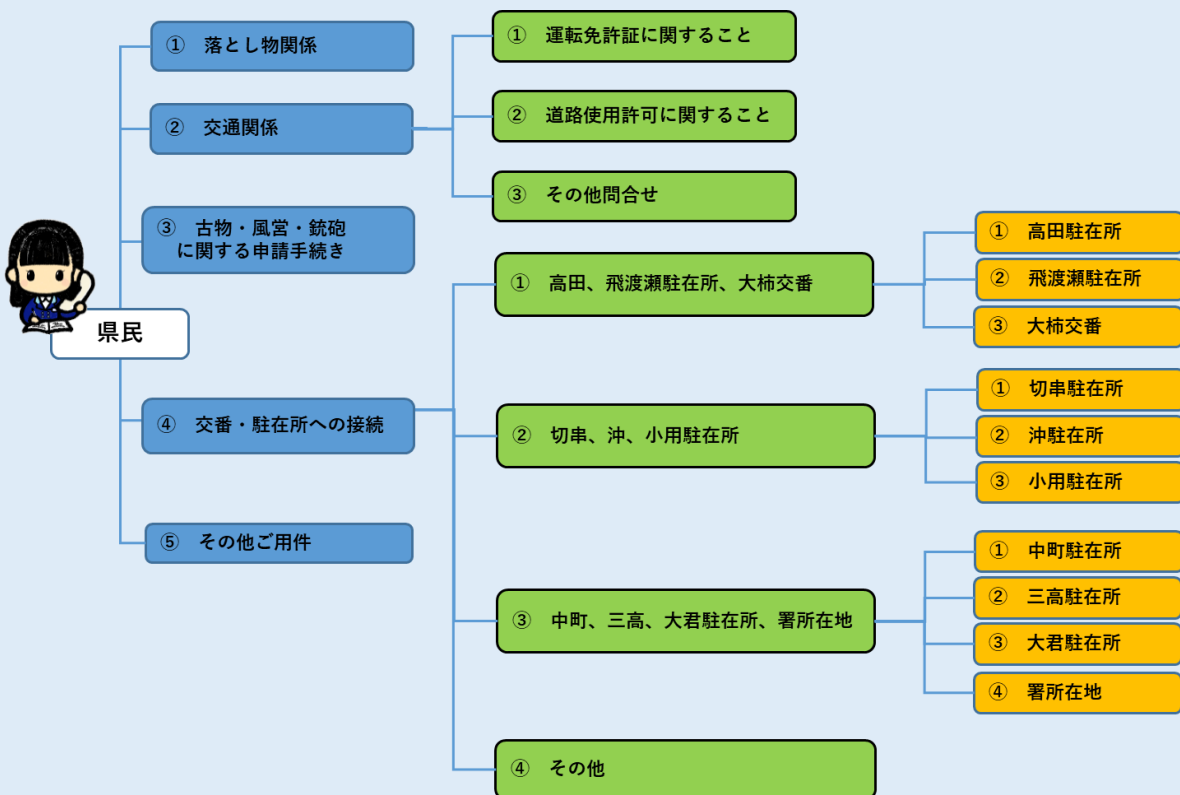 県民
① 落とし物関係
② 交通関係
① 運転免許証に関すること
② 道路使用許可に関すること
③ その他問合せ
③ 古物・風営・銃砲
に関する申請手続き
④ 交番・駐在所への接続
① 高田、飛渡瀬駐在所、大柿交番
① 高田駐在所
② 飛渡瀬駐在所
③ 大柿交番
② 切串、沖、小用駐在所
① 切串駐在所
② 沖駐在所
③ 小用駐在所
③ 中町、三高、大君駐在所、署所在地
① 中町駐在所
② 三高駐在所
③ 大君駐在所
④ 署所在地
④ その他
⑤ その他ご用件